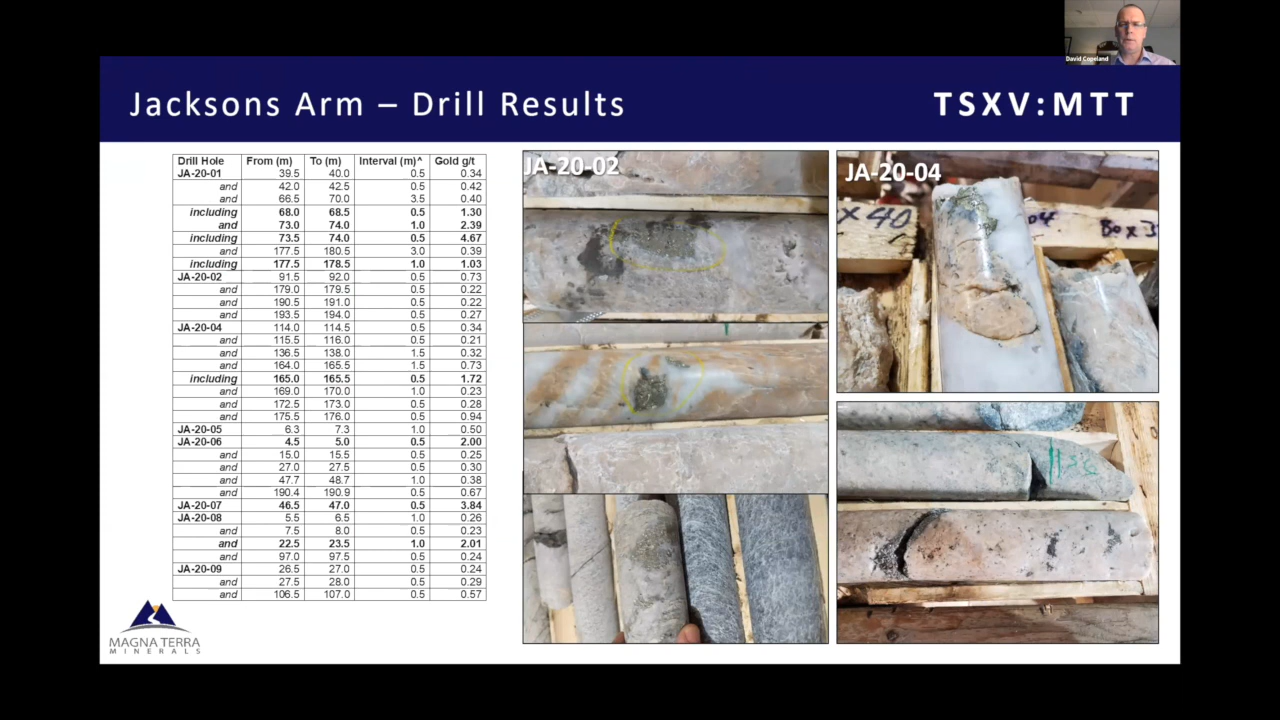 David Copeland
Jacksons Arm – Drill Results
TSXV:MTT
Drill Hole From (m) To (m) Interval (m)^ Gold g/t
JA-20-01 39.5 40.0 0.5 0.34
and 42.0 42.5 0.5 0.42
and 66.5 70.0 3.5 0.40
including 68.0 68.5 0.5 1.30
and 73.0 74.0 1.0 2.39
including 73.5 74.0 0.5 4.67
and 177.5 180.5 3.0 0.39
including 177.5 178.5 1.0 1.03
JA-20-02 91.5 92.0 0.5 0.73
and 179.0 179.5 0.5 0.22
and 190.5 191.0 0.5 0.22
and 193.5 194.0 0.5 0.27
JA-20-04 114.0 114.5 0.5 0.34
and 115.5 116.0 0.5 0.21
and 136.5 138.0 1.5 0.32
and 164.0 165.5 1.5 0.73
including 165.0 165.5 0.5 1.72
and 169.0 170.0 1.0 0.23
and 172.5 173.0 0.5 0.28
and 175.5 176.0 0.5 0.94
JA-20-05 6.3 7.3 1.0 0.50
JA-20-06 4.5 5.0 0.5 2.00
and 15.0 15.5 0.5 0.25
and 27.0 27.5 0.5 0.30
and 47.7 48.7 1.0 0.38
and 190.4 190.9 0.5 0.67
JA-20-07 46.5 47.0 0.5 3.84
JA-20-08 5.5 6.5 1.0 0.26
and 7.5 8.0 0.5 0.23
and 22.5 23.5 1.0 2.01
and 97.0 97.5 0.5 0.24
JA-20-09 26.5 27.0 0.5 0.24
and 27.5 28.0 0.5 0.29
and 106.5 107.0 0.5 0.57
JA-20-02
JA-20-04
x 40
04
Box 3
MAGNA TERRA
MINERALS